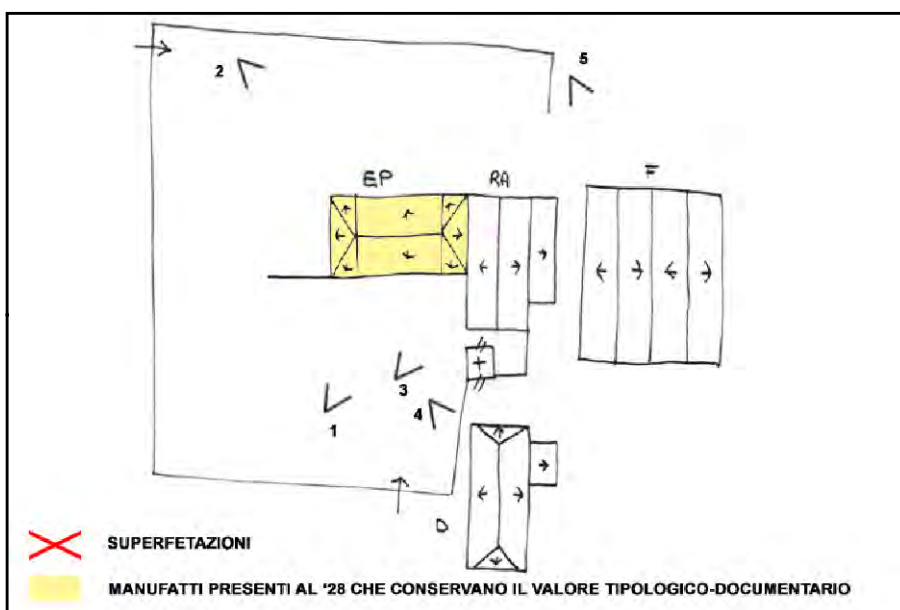 2
5
EP
RA
F
3
1
4
D
SUPERFETAZIONI
MANUFATTI PRESENTI AL '28 CHE CONSERVANO IL VALORE TIPOLOGICO-DOCUMENTARIO